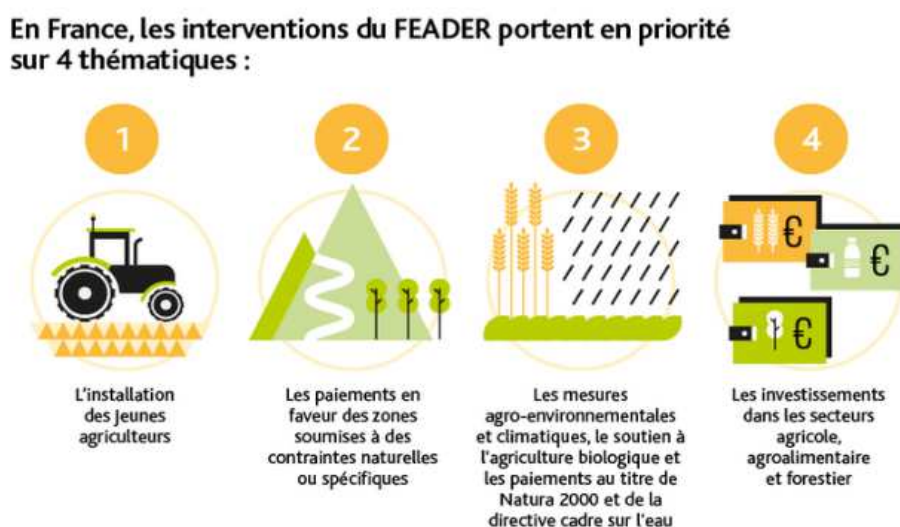 En France, les interventions du FEADER portent en priorité
sur 4 thématiques :
1
2
3
4
€
€
€
L'installation
des jeunes
agriculteurs
Les paiements en
faveur des zones
soumises à des
contraintes naturelles
ou spécifiques
Les mesures
agro-environnementales
et climatiques, le soutien à
l'agriculture biologique et
les paiements au titre de
Natura 2000 et de la
directive cadre sur l'eau
Les investissements
dans les secteurs
agricole,
agroalimentaire
et forestier